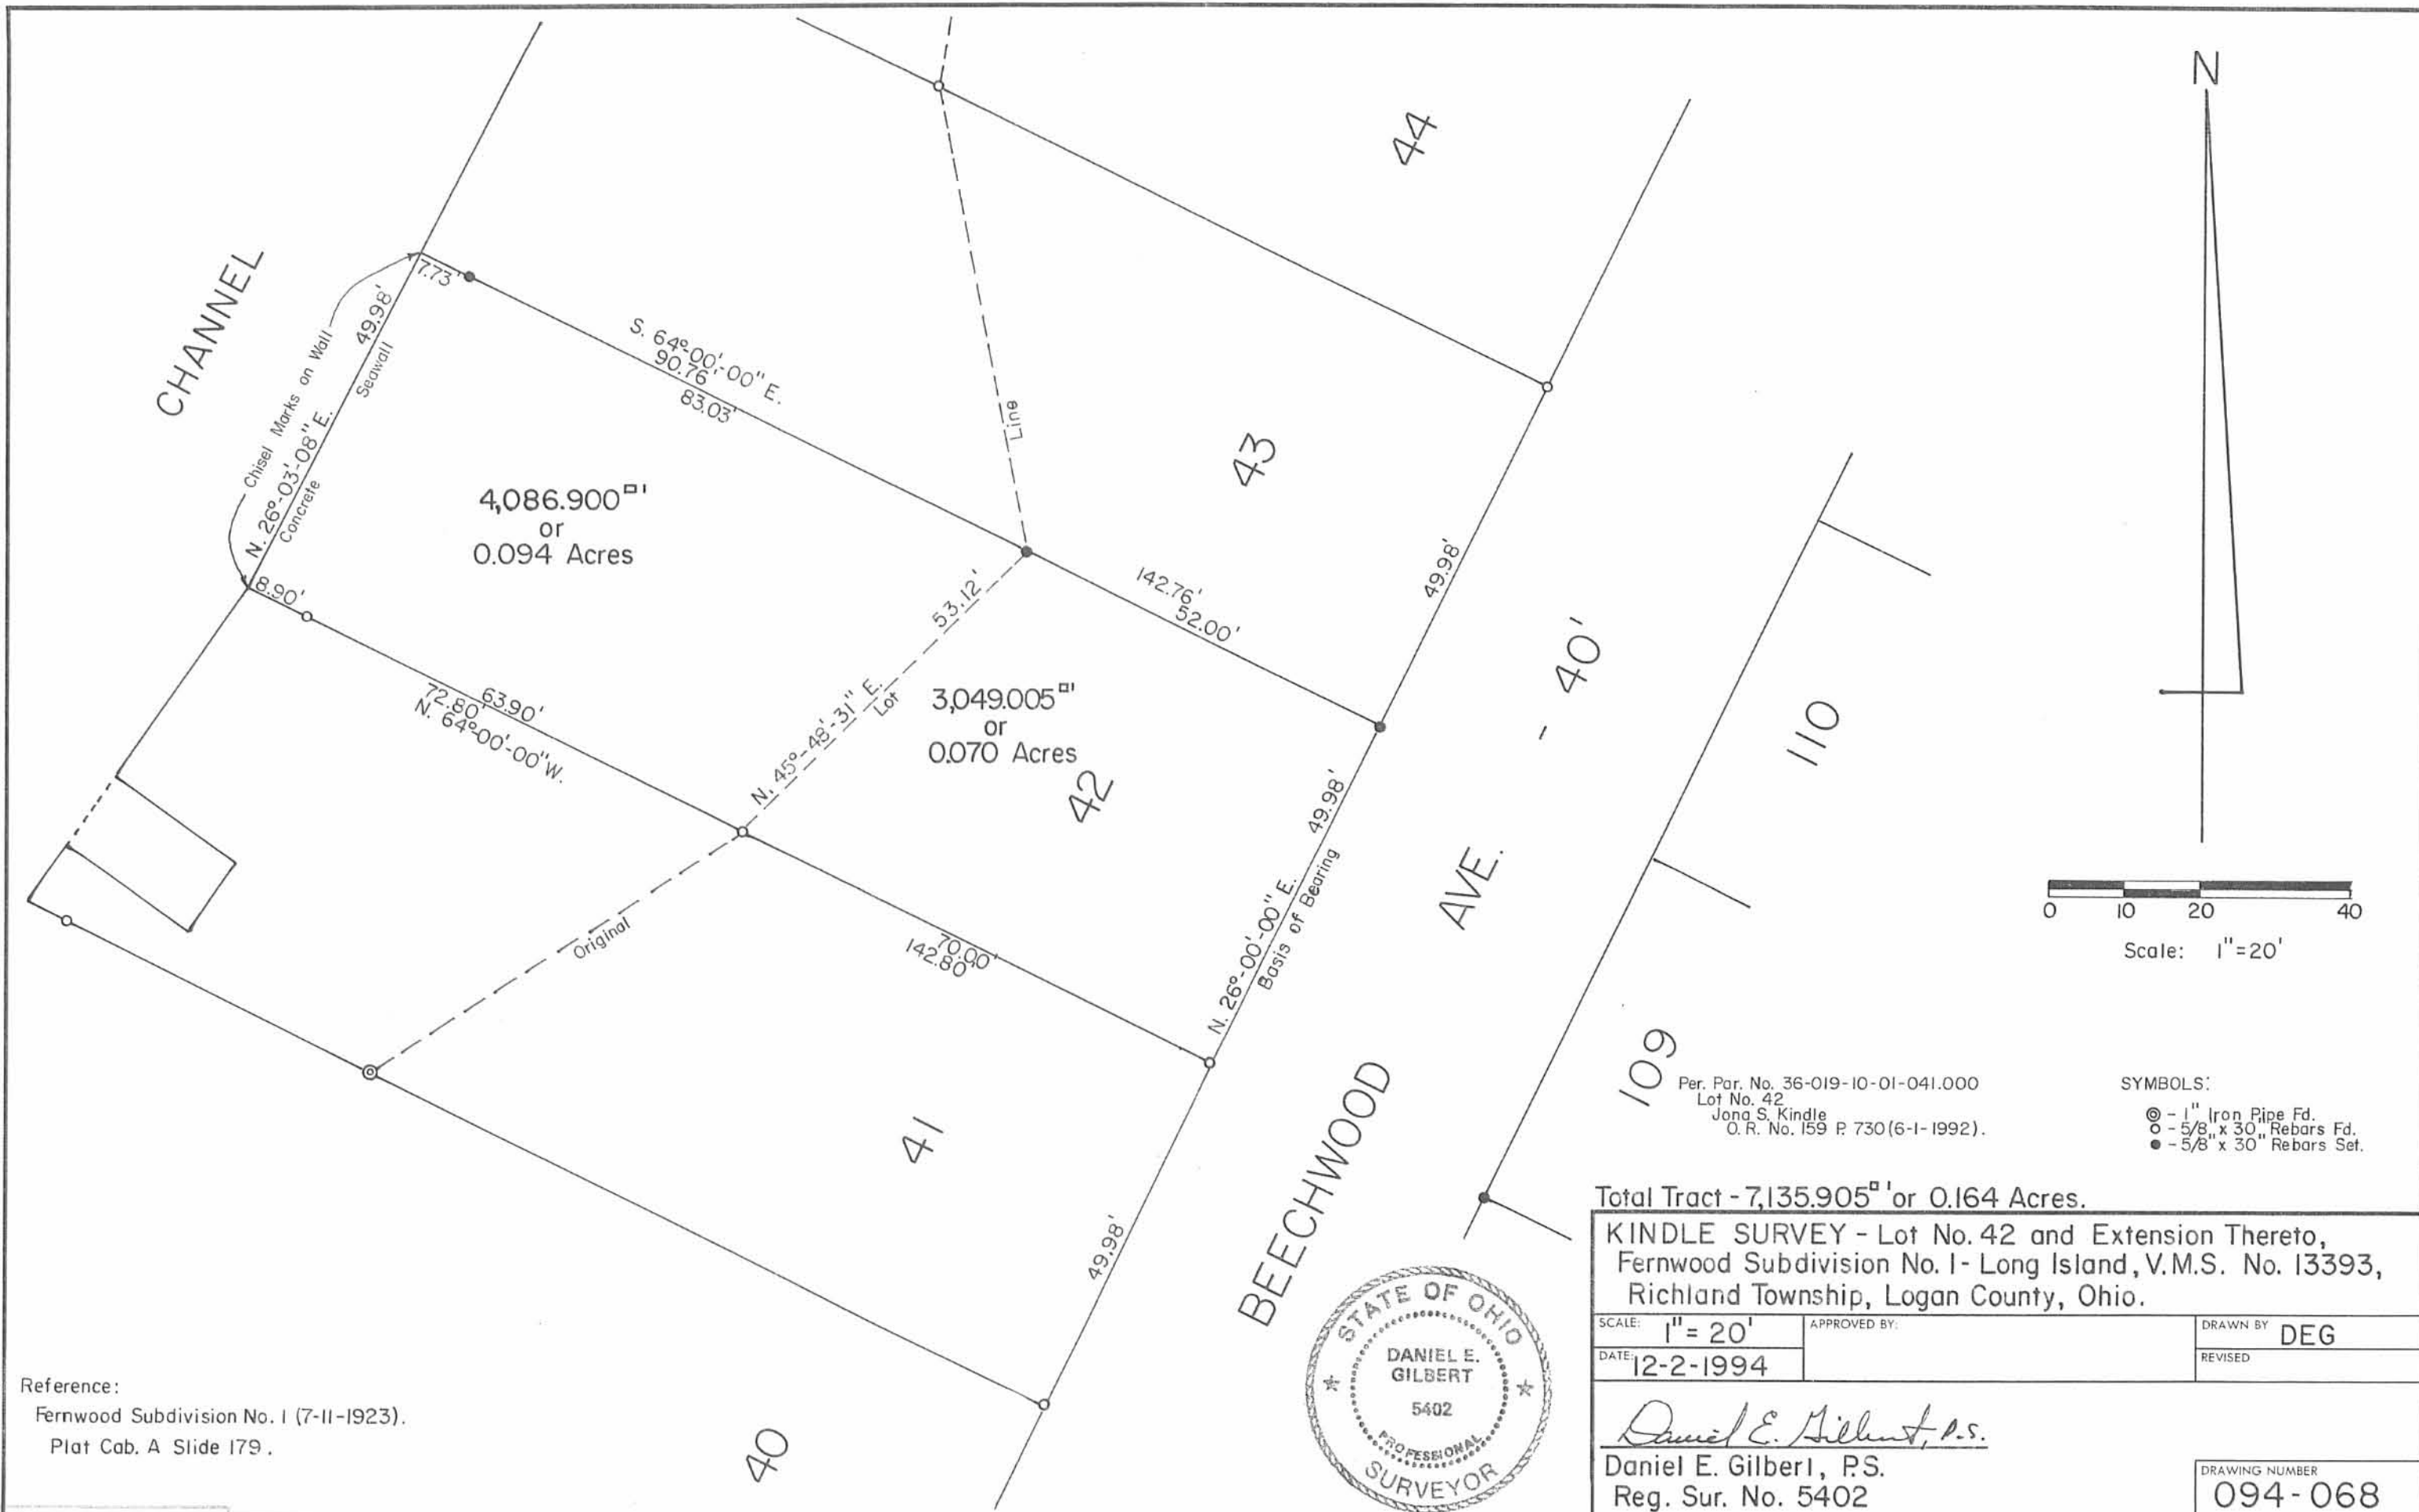 N
44
CHANNEL
7.73'
49.98'
Seawall
Chisel Marks on Wall
N. 26°-03'-08" E.
Concrete
S. 64°-00'-00" E.
90.76'
83.03'
Line
43
4,086.900□'
or
0.094 Acres
8.90'
53.12'
142.76'
52.00'
49.98'
- 40'
N. 45°-48'-31" E.
Lot
3,049.005□'
or
0.070 Acres
42
63.90'
72.80'
N. 64°-00'-00" W.
110
49.98'
N. 26°-00'-00" E.
Basis of Bearing
AVE.
0 10 20 40
Scale: 1"=20'
Original
70.00'
142.80'
109
BEECHWOOD
41
49.98'
40
Per. Par. No. 36-019-10-01-041.000
Lot No. 42
Jona S. Kindle
O. R. No. 159 P. 730 (6-1-1992).
SYMBOLS:
◎ - 1" Iron Pipe Fd.
○ - 5/8" x 30" Rebars Fd.
● - 5/8" x 30" Rebars Set.
Total Tract - 7,135.905□' or 0.164 Acres.
KINDLE SURVEY - Lot No. 42 and Extension Thereto,
Fernwood Subdivision No. 1 - Long Island, V.M.S. No. 13393,
Richland Township, Logan County, Ohio.
SCALE: 1" = 20'
APPROVED BY:
DRAWN BY DEG
DATE: 12-2-1994
REVISED
Daniel E. Gilbert, P.S.
Daniel E. Gilbert, P.S.
Reg. Sur. No. 5402
DRAWING NUMBER
094-068
STATE OF OHIO
DANIEL E.
GILBERT
5402
PROFESSIONAL
SURVEYOR
Reference:
Fernwood Subdivision No. 1 (7-11-1923).
Plat Cab. A Slide 179.